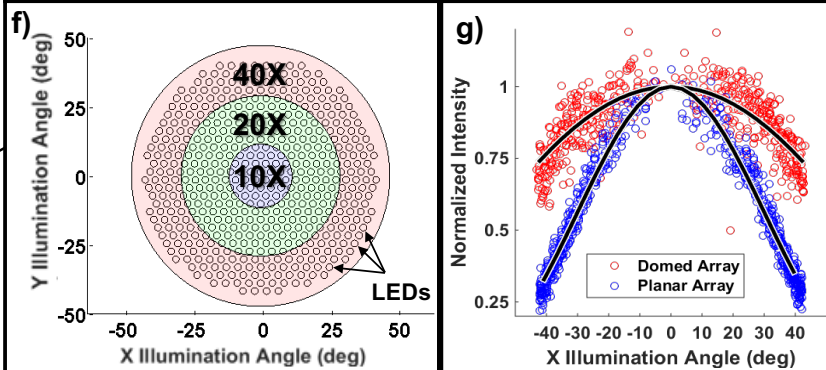 f)
Y Illumination Angle (deg)
50
25
0
-25
-50
40X
20X
10X
LEDs
-50
-25
0
25
50
X Illumination Angle (deg)
g)
Normalized Intensity
1
0.75
0.5
0.25
Domed Array
Planar Array
-40 -30 -20 -10 0 10 20 30 40
X Illumination Angle (deg)